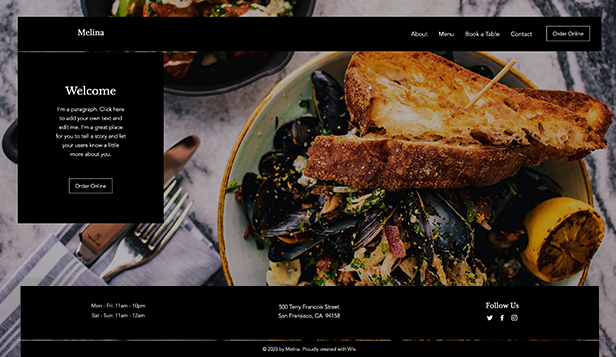 Melina
About Menu Book a Table Contact Order Online
Welcome
I'm a paragraph. Click here
to add your own text and
edit me. I'm a great place
for you to tell a story and let
your users know a little
more about you.
Order Online
Mon - Fri: 11am - 10pm
Sat - Sun: 11am - 12am
500 Terry Francois Street
San Fransisco, CA. 94158
Follow Us
© 2023 by Melina. Proudly created with Wix.